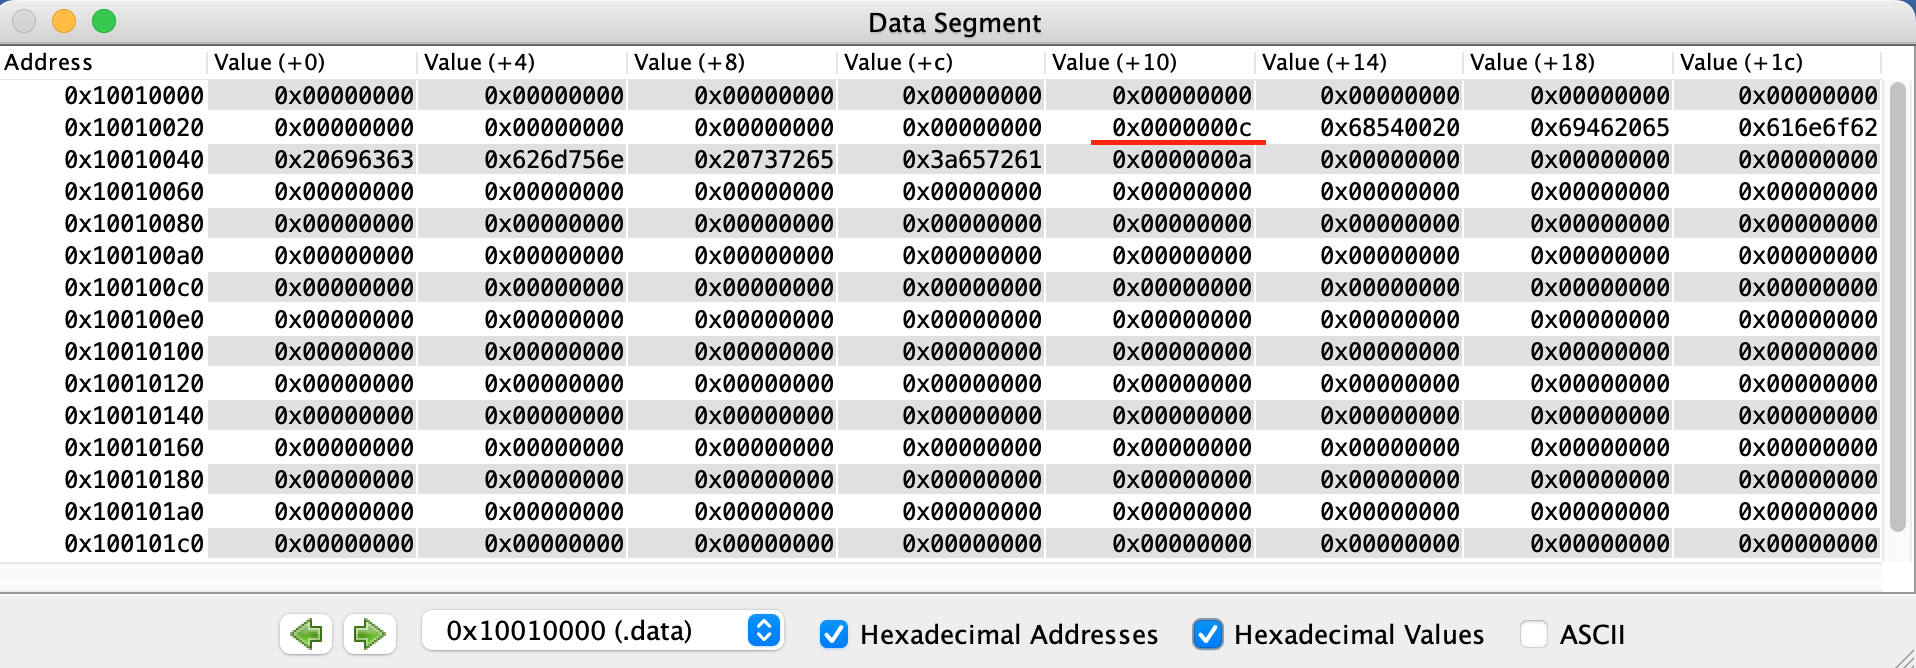 Data Segment
Address Value (+0) Value (+4) Value (+8) Value (+c) Value (+10) Value (+14) Value (+18) Value (+1c)
0x10010000 0x00000000 0x00000000 0x00000000 0x00000000 0x00000000 0x00000000 0x00000000 0x00000000
0x10010020 0x00000000 0x00000000 0x00000000 0x00000000 0x0000000c 0x68540020 0x69462065 0x616e6f62
0x10010040 0x20696363 0x626d756e 0x20737265 0x3a657261 0x0000000a 0x00000000 0x00000000 0x00000000
0x10010060 0x00000000 0x00000000 0x00000000 0x00000000 0x00000000 0x00000000 0x00000000 0x00000000
0x10010080 0x00000000 0x00000000 0x00000000 0x00000000 0x00000000 0x00000000 0x00000000 0x00000000
0x100100a0 0x00000000 0x00000000 0x00000000 0x00000000 0x00000000 0x00000000 0x00000000 0x00000000
0x100100c0 0x00000000 0x00000000 0x00000000 0x00000000 0x00000000 0x00000000 0x00000000 0x00000000
0x100100e0 0x00000000 0x00000000 0x00000000 0x00000000 0x00000000 0x00000000 0x00000000 0x00000000
0x10010100 0x00000000 0x00000000 0x00000000 0x00000000 0x00000000 0x00000000 0x00000000 0x00000000
0x10010120 0x00000000 0x00000000 0x00000000 0x00000000 0x00000000 0x00000000 0x00000000 0x00000000
0x10010140 0x00000000 0x00000000 0x00000000 0x00000000 0x00000000 0x00000000 0x00000000 0x00000000
0x10010160 0x00000000 0x00000000 0x00000000 0x00000000 0x00000000 0x00000000 0x00000000 0x00000000
0x10010180 0x00000000 0x00000000 0x00000000 0x00000000 0x00000000 0x00000000 0x00000000 0x00000000
0x100101a0 0x00000000 0x00000000 0x00000000 0x00000000 0x00000000 0x00000000 0x00000000 0x00000000
0x100101c0 0x00000000 0x00000000 0x00000000 0x00000000 0x00000000 0x00000000 0x00000000 0x00000000
0x10010000 (.data) Hexadecimal Addresses Hexadecimal Values ASCII